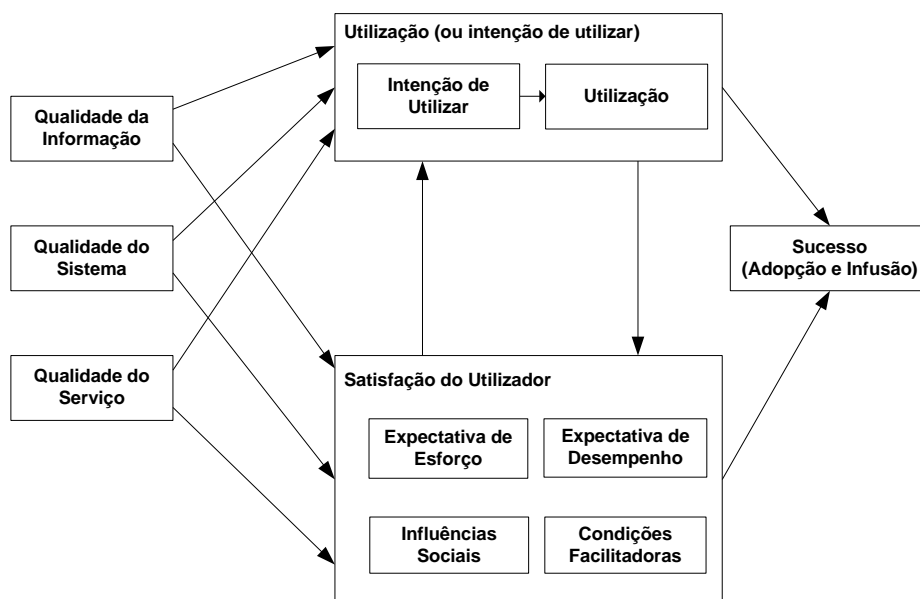 Utilização (ou intenção de utilizar)
Intenção de
Utilizar
Utilização
Qualidade da
Informação
Qualidade do
Sistema
Qualidade do
Serviço
Sucesso
(Adopção e Infusão)
Satisfação do Utilizador
Expectativa de
Esforço
Expectativa de
Desempenho
Influências
Sociais
Condições
Facilitadoras